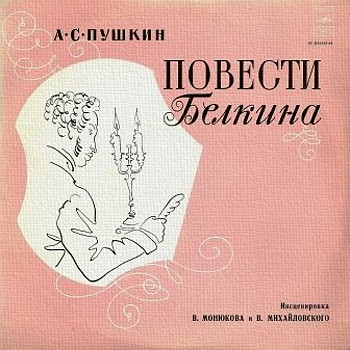 А·С·ПУШКИН
ПОВЕСТИ
Белкина
Инсценировка
В. МОНЮКОВА и В. МИХАЙЛОВСКОГО